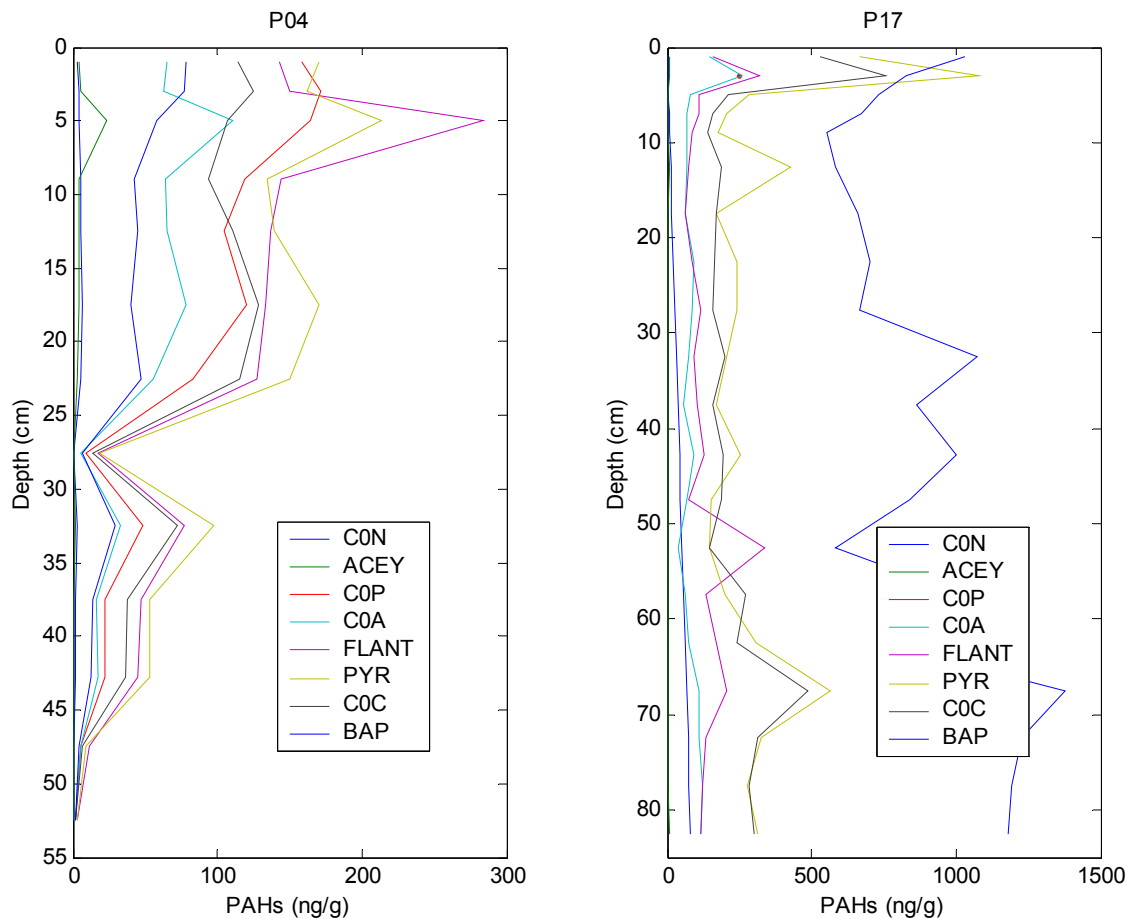 P04
0
5
10
15
20
25
30
35
40
45
50
55
Depth (cm)
0 100 200 300
PAHs (ng/g)
C0N
ACEY
C0P
C0A
FLANT
PYR
C0C
BAP
P17
0
10
20
30
40
50
60
70
80
Depth (cm)
0 500 1000 1500
PAHs (ng/g)
C0N
ACEY
C0P
C0A
FLANT
PYR
C0C
BAP